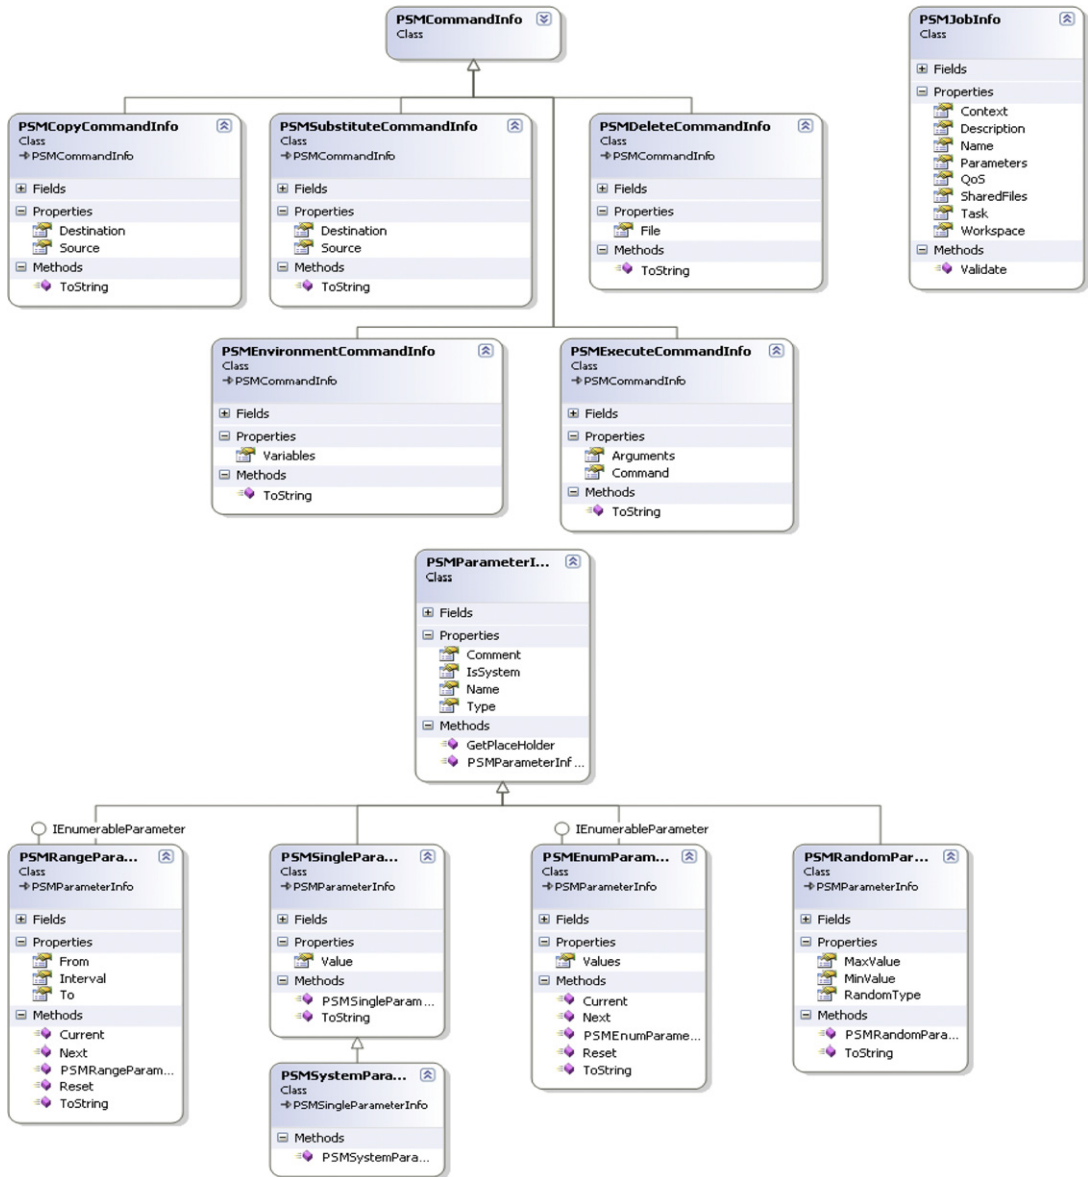 PSMCommandInfo
Class
PSMJobInfo
Class
Fields
Properties
Context
Description
Name
Parameters
QoS
SharedFiles
Task
Workspace
Methods
Validate
PSMCopyCommandInfo
Class
PSMCommandInfo
Fields
Properties
Destination
Source
Methods
ToString
PSMSubstituteCommandInfo
Class
PSMCommandInfo
Fields
Properties
Destination
Source
Methods
ToString
PSMDeleteCommandInfo
Class
PSMCommandInfo
Fields
Properties
File
Methods
ToString
PSMEnvironmentCommandInfo
Class
PSMCommandInfo
Fields
Properties
Variables
Methods
ToString
PSMExecuteCommandInfo
Class
PSMCommandInfo
Fields
Properties
Arguments
Command
Methods
ToString
PSMParameterI...
Class
Fields
Properties
Comment
IsSystem
Name
Type
Methods
GetPlaceHolder
PSMParameterInf...
IEnumerableParameter
PSMRangePara...
Class
PSMParameterInfo
Fields
Properties
From
Interval
To
Methods
Current
Next
PSMRangeParam...
Reset
ToString
PSMSinglePara...
Class
PSMParameterInfo
Fields
Properties
Value
Methods
PSMSingleParam...
ToString
PSMSystemPara...
Class
PSMSingleParameterInfo
Methods
PSMSystemPara...
IEnumerableParameter
PSMEnumParam...
Class
PSMParameterInfo
Fields
Properties
Values
Methods
Current
Next
PSMEnumParame...
Reset
ToString
PSMRandomPar...
Class
PSMParameterInfo
Fields
Properties
MaxValue
MinValue
RandomType
Methods
PSMRandomPara...
ToString